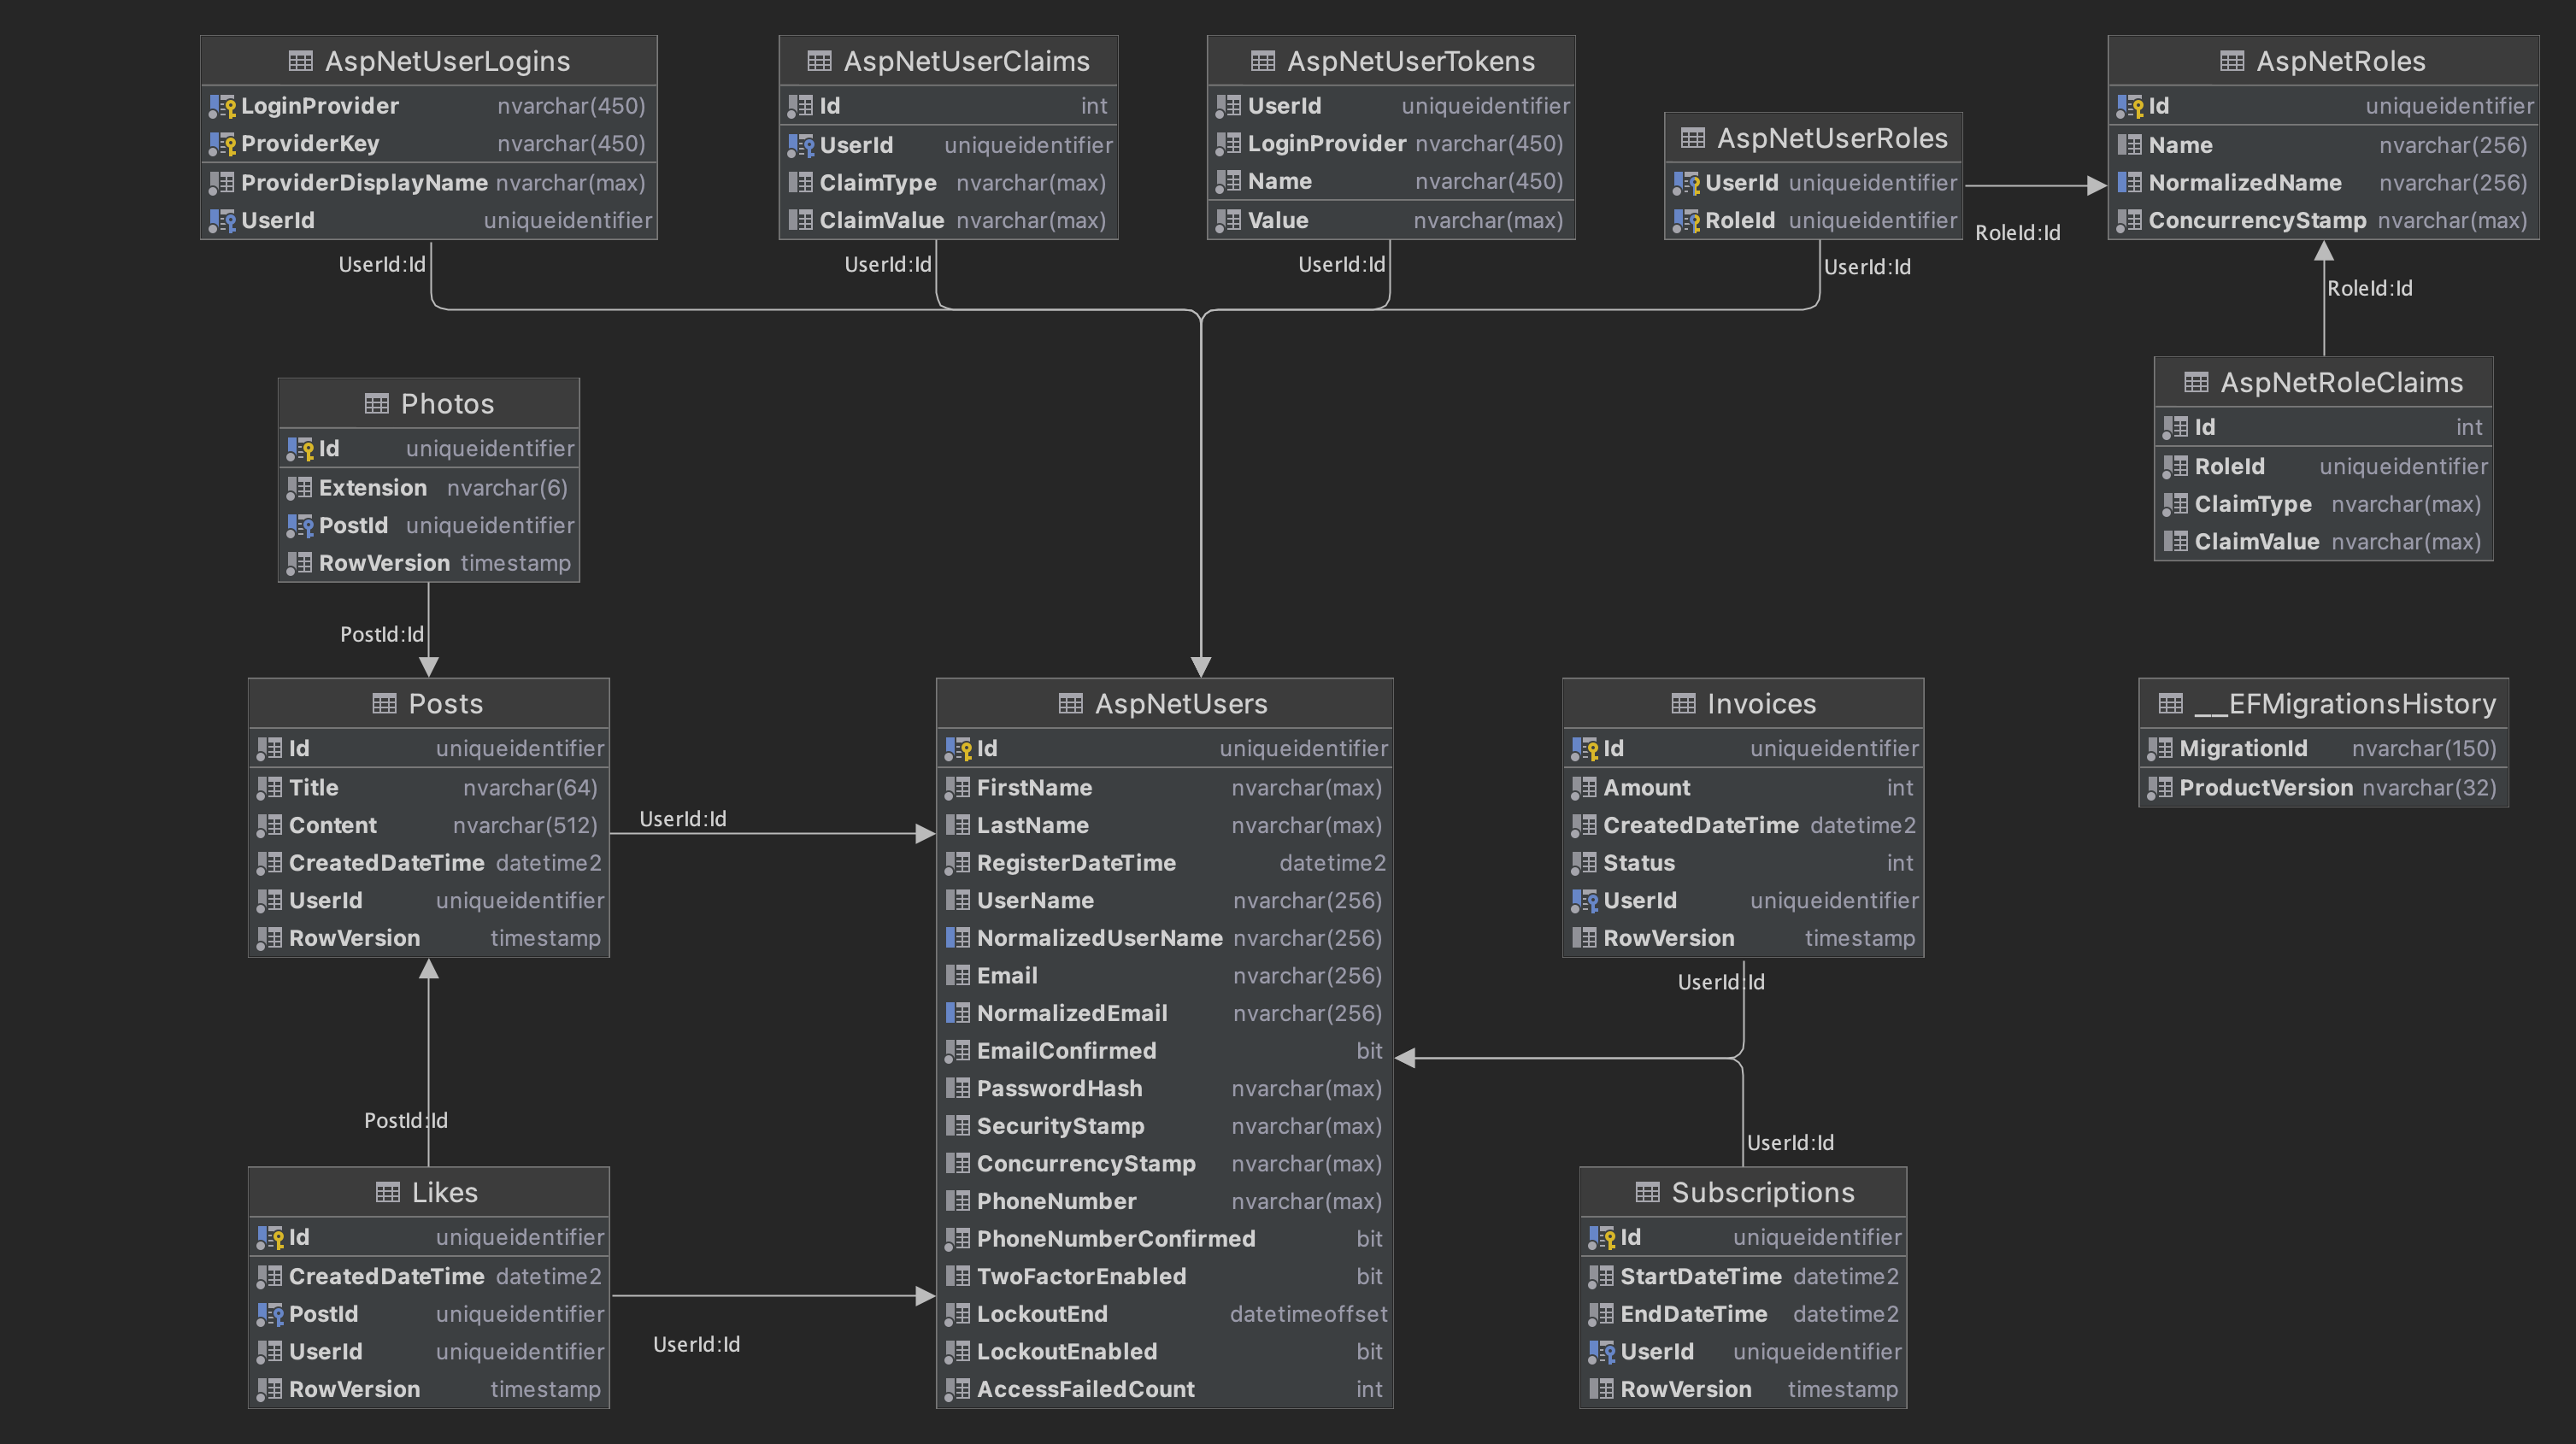 AspNetUserLogins
LoginProvider nvarchar(450)
ProviderKey nvarchar(450)
ProviderDisplayName nvarchar(max)
UserId uniqueidentifier
AspNetUserClaims
Id int
UserId uniqueidentifier
ClaimType nvarchar(max)
ClaimValue nvarchar(max)
AspNetUserTokens
UserId uniqueidentifier
LoginProvider nvarchar(450)
Name nvarchar(450)
Value nvarchar(max)
AspNetUserRoles
UserId uniqueidentifier
RoleId uniqueidentifier
AspNetRoles
Id uniqueidentifier
Name nvarchar(256)
NormalizedName nvarchar(256)
ConcurrencyStamp nvarchar(max)
RoleId:Id
UserId:Id
UserId:Id
UserId:Id
UserId:Id
RoleId:Id
Photos
Id uniqueidentifier
Extension nvarchar(6)
PostId uniqueidentifier
RowVersion timestamp
AspNetRoleClaims
Id int
RoleId uniqueidentifier
ClaimType nvarchar(max)
ClaimValue nvarchar(max)
PostId:Id
Posts
Id uniqueidentifier
Title nvarchar(64)
Content nvarchar(512)
CreatedDateTime datetime2
UserId uniqueidentifier
RowVersion timestamp
UserId:Id
AspNetUsers
Id uniqueidentifier
FirstName nvarchar(max)
LastName nvarchar(max)
RegisterDateTime datetime2
UserName nvarchar(256)
NormalizedUserName nvarchar(256)
Email nvarchar(256)
NormalizedEmail nvarchar(256)
EmailConfirmed bit
PasswordHash nvarchar(max)
SecurityStamp nvarchar(max)
ConcurrencyStamp nvarchar(max)
PhoneNumber nvarchar(max)
PhoneNumberConfirmed bit
TwoFactorEnabled bit
LockoutEnd datetimeoffset
LockoutEnabled bit
AccessFailedCount int
Invoices
Id uniqueidentifier
Amount int
CreatedDateTime datetime2
Status int
UserId uniqueidentifier
RowVersion timestamp
__EFMigrationsHistory
MigrationId nvarchar(150)
ProductVersion nvarchar(32)
UserId:Id
PostId:Id
UserId:Id
Likes
Id uniqueidentifier
CreatedDateTime datetime2
PostId uniqueidentifier
UserId uniqueidentifier
RowVersion timestamp
UserId:Id
Subscriptions
Id uniqueidentifier
StartDateTime datetime2
EndDateTime datetime2
UserId uniqueidentifier
RowVersion timestamp